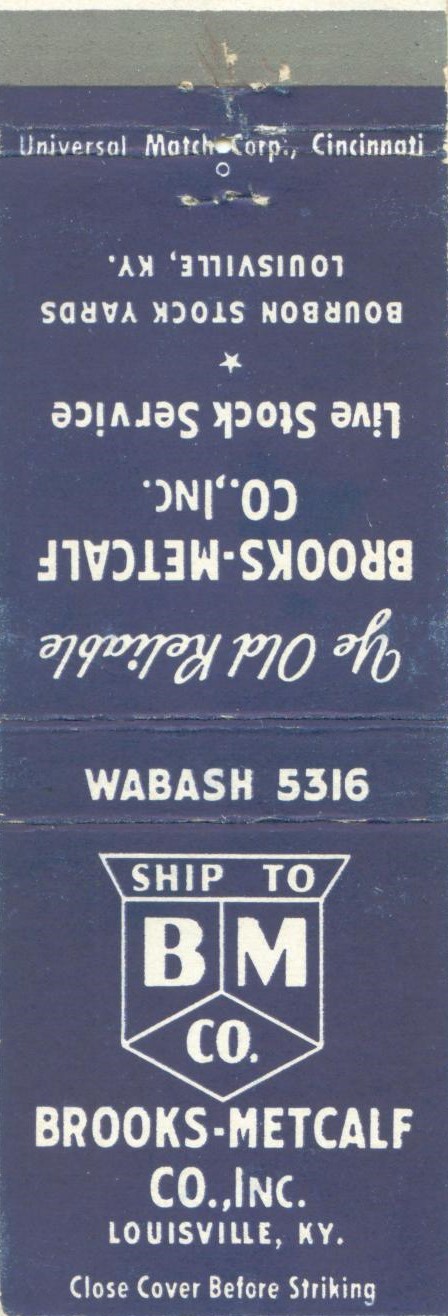 Universal Match Corp., Cincinnati
Ye Old Reliable
BROOKS-METCALF
CO., INC.
Live Stock Service
BOURBON STOCK YARDS
LOUISVILLE, KY.
WABASH 5316
SHIP TO
B M
CO.
BROOKS-METCALF
CO., INC.
LOUISVILLE, KY.
Close Cover Before Striking